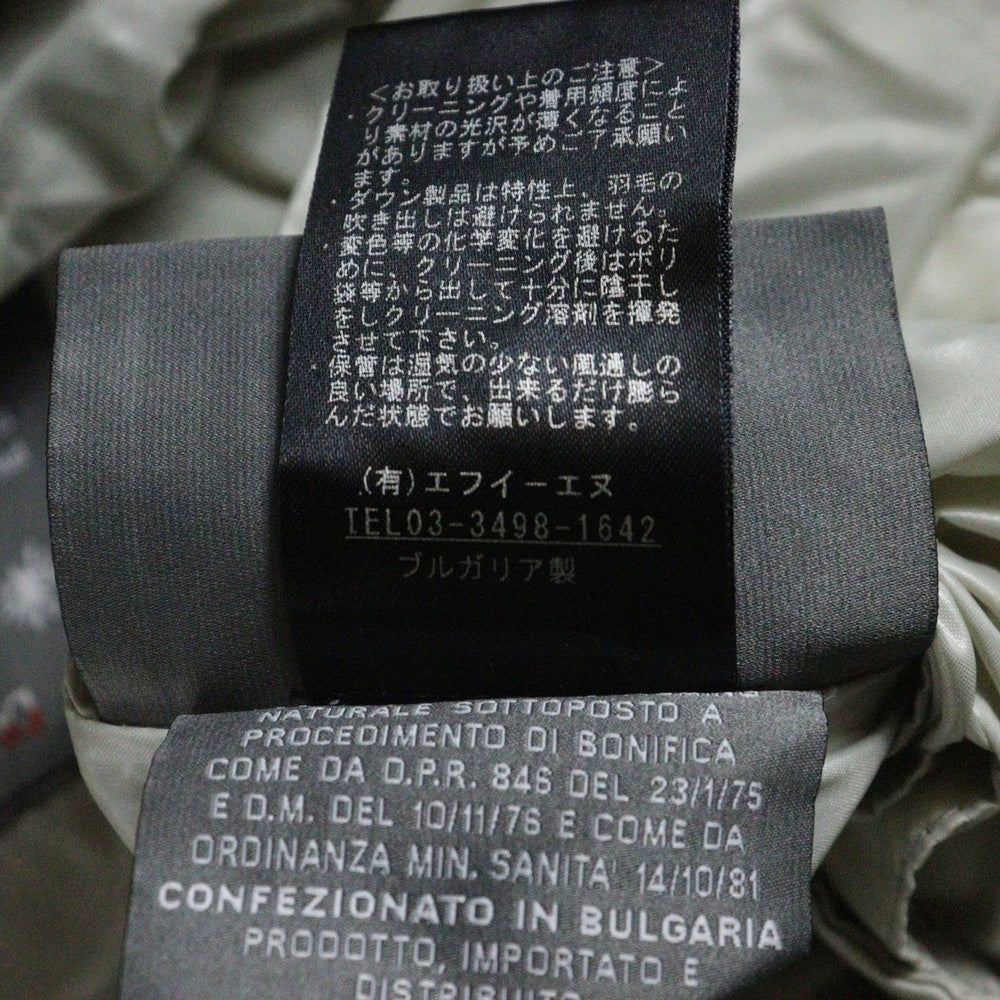 <お取り扱い上のご注意>
・クリーニングや着用頻度によ
り素材の光沢が薄くなること
がありますが予めご了承願い
ます。
・ダウン製品は特性上、羽毛の
吹き出しは避けられません。
・変色等の化学変化を避けるた
めに、クリーニング後はポリ
袋等から出して十分に陰干し
をしクリーニング溶剤を揮発
させて下さい。
・保管は湿気の少ない風通しの
良い場所で、出来るだけ膨ら
んだ状態でお願いします。
(有)エフイーエヌ
TEL03-3498-1642
ブルガリア製
NATURALE SOTTOPOSTO A
PROCEDIMENTO DI BONIFICA
COME DA D.P.R. 846 DEL 23/1/75
E D.M. DEL 10/11/76 E COME DA
ORDINANZA MIN. SANITA' 14/10/81
CONFEZIONATO IN BULGARIA
PRODOTTO, IMPORTATO E
DISTRIBUITO